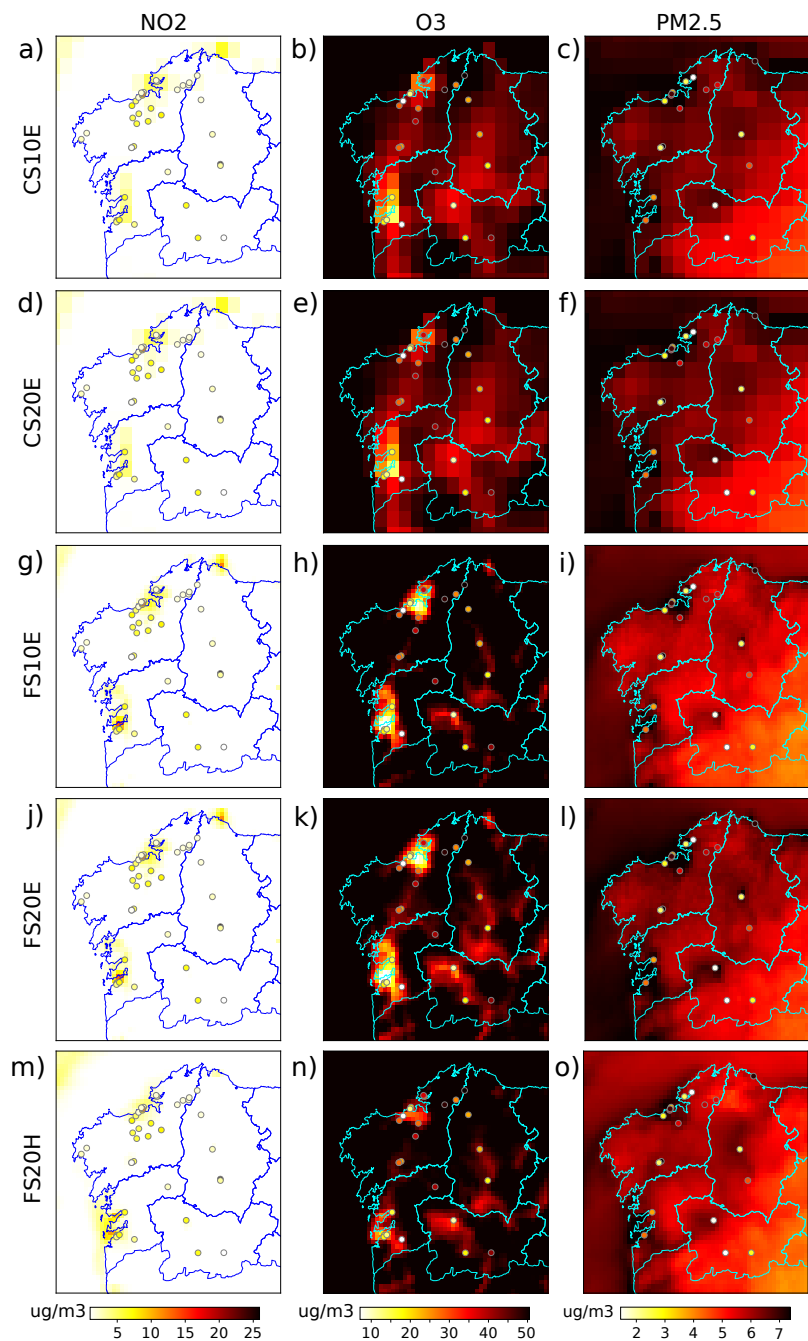 NO2 O3 PM2.5
a) b) c)
CS10E
d) e) f)
CS20E
g) h) i)
FS10E
j) k) l)
FS20E
m) n) o)
FS20H
ug/m3 5 10 15 20 25
ug/m3 10 20 30 40 50
ug/m3 2 3 4 5 6 7